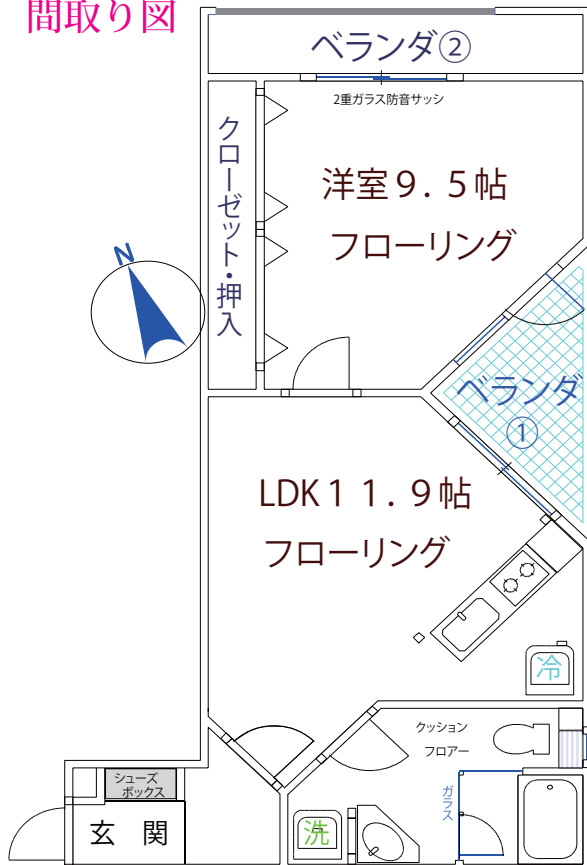 間取り図
ベランダ②
2重ガラス防音サッシ
クローゼット・押入
洋室９．５帖
フローリング
N
ベランダ
①
LDK１１．９帖
フローリング
冷
クッション
フロアー
シューズ
ボックス
ガラス
玄 関
洗